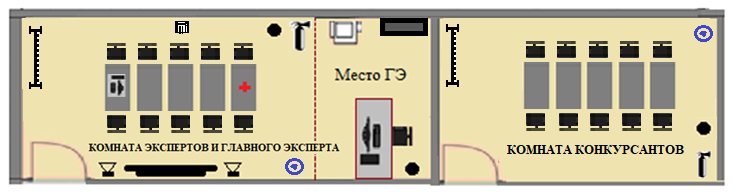 Место ГЭ
КОМНАТА ЭКСПЕРТОВ И ГЛАВНОГО ЭКСПЕРТА
КОМНАТА КОНКУРСАНТОВ